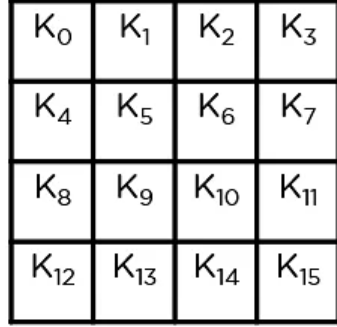 K₀ K₁ K₂ K₃
K₄ K₅ K₆ K₇
K₈ K₉ K₁₀ K₁₁
K₁₂ K₁₃ K₁₄ K₁₅